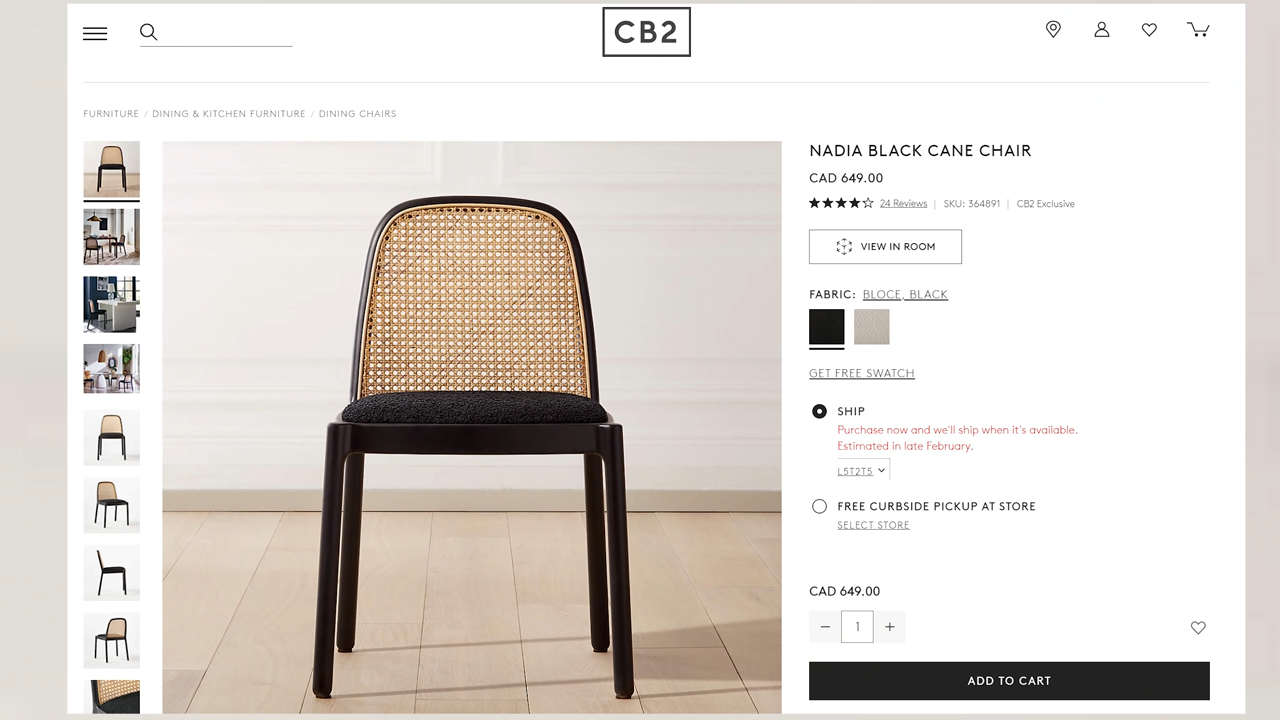 CB2
FURNITURE / DINING & KITCHEN FURNITURE / DINING CHAIRS
NADIA BLACK CANE CHAIR
CAD 649.00
24 Reviews | SKU: 364891 | CB2 Exclusive
VIEW IN ROOM
FABRIC: BLOCE, BLACK
GET FREE SWATCH
SHIP
Purchase now and we'll ship when it's available.
Estimated in late February.
L5T2T5
FREE CURBSIDE PICKUP AT STORE
SELECT STORE
CAD 649.00
− 1 +
ADD TO CART